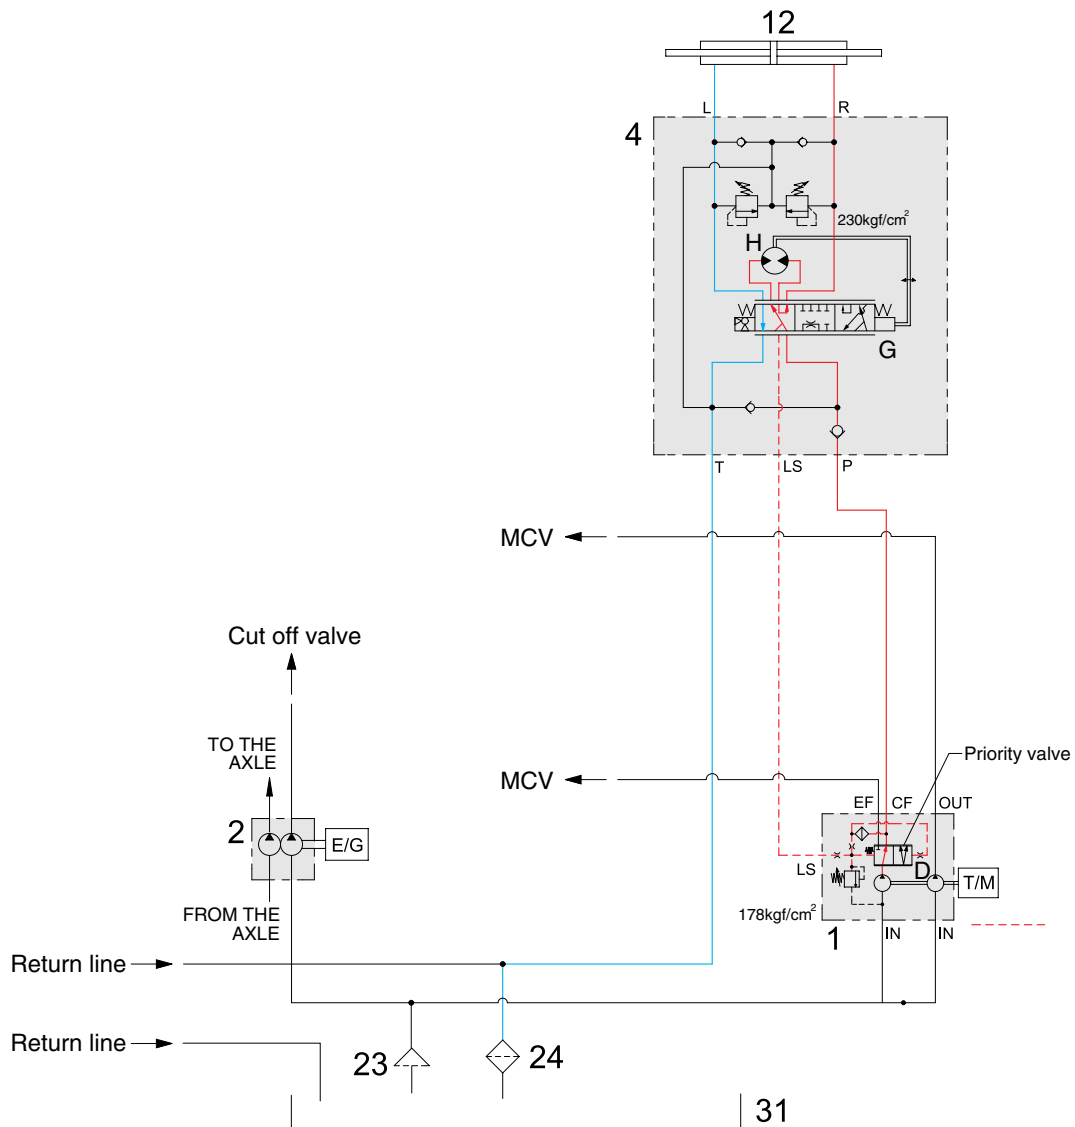 12
L
R
4
230kgf/cm²
H
G
T
LS
P
MCV
Cut off valve
TO THE
AXLE
MCV
Priority valve
EF
CF
OUT
2
E/G
LS
D
T/M
FROM THE
AXLE
178kgf/cm²
1
IN
IN
Return line
Return line
23
24
31